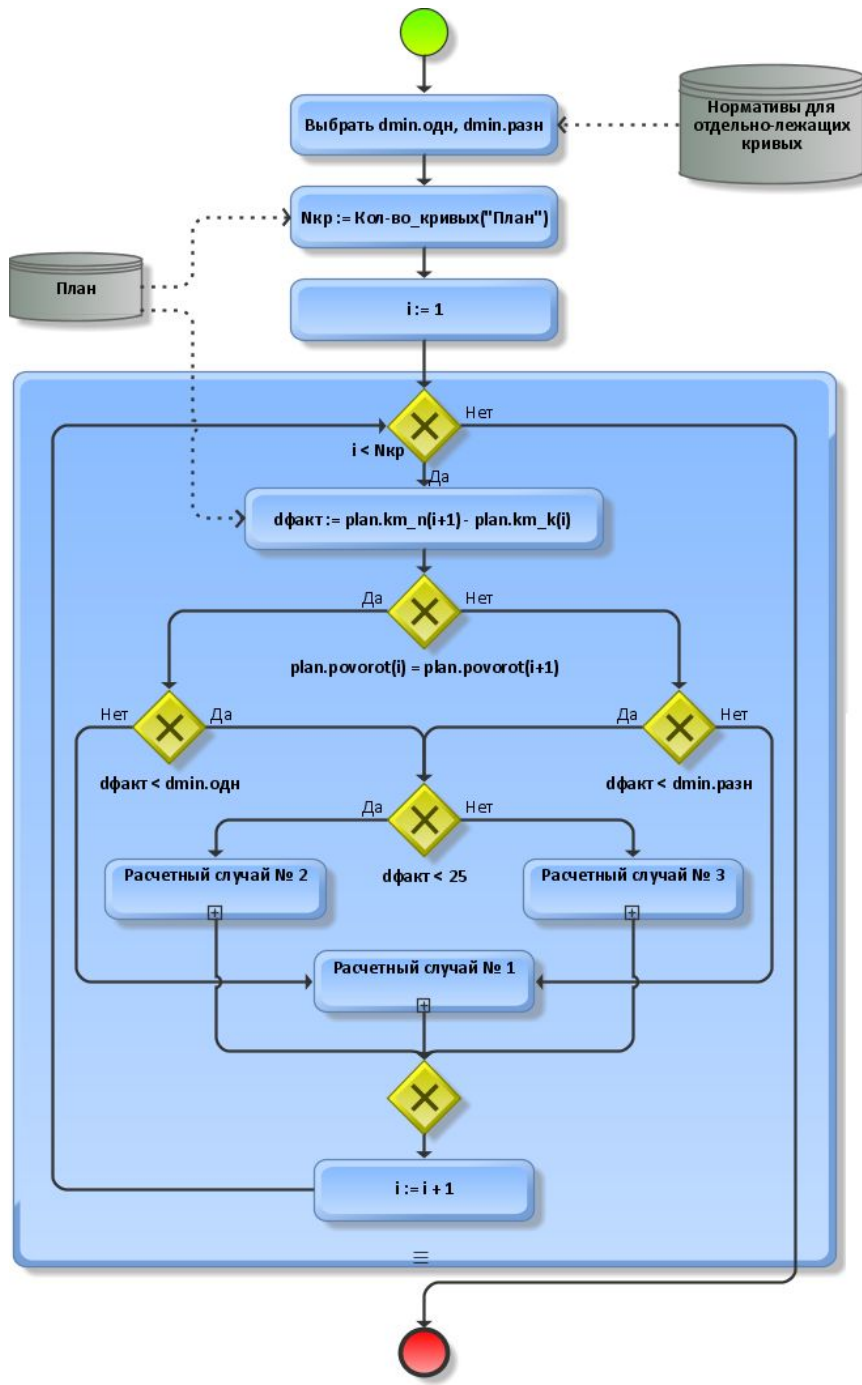 Выбрать dmin.одн, dmin.разн
Нормативы для
отдельно-лежащих
кривых
Nкр := Кол-во_кривых("План")
План
i := 1
Нет
i < Nкр
Да
dфакт := plan.km_n(i+1) - plan.km_k(i)
Да
Нет
plan.povorot(i) = plan.povorot(i+1)
Нет
Да
Да
Нет
dфакт < dmin.одн
dфакт < dmin.разн
Да
Нет
Расчетный случай № 2
dфакт < 25
Расчетный случай № 3
Расчетный случай № 1
i := i + 1